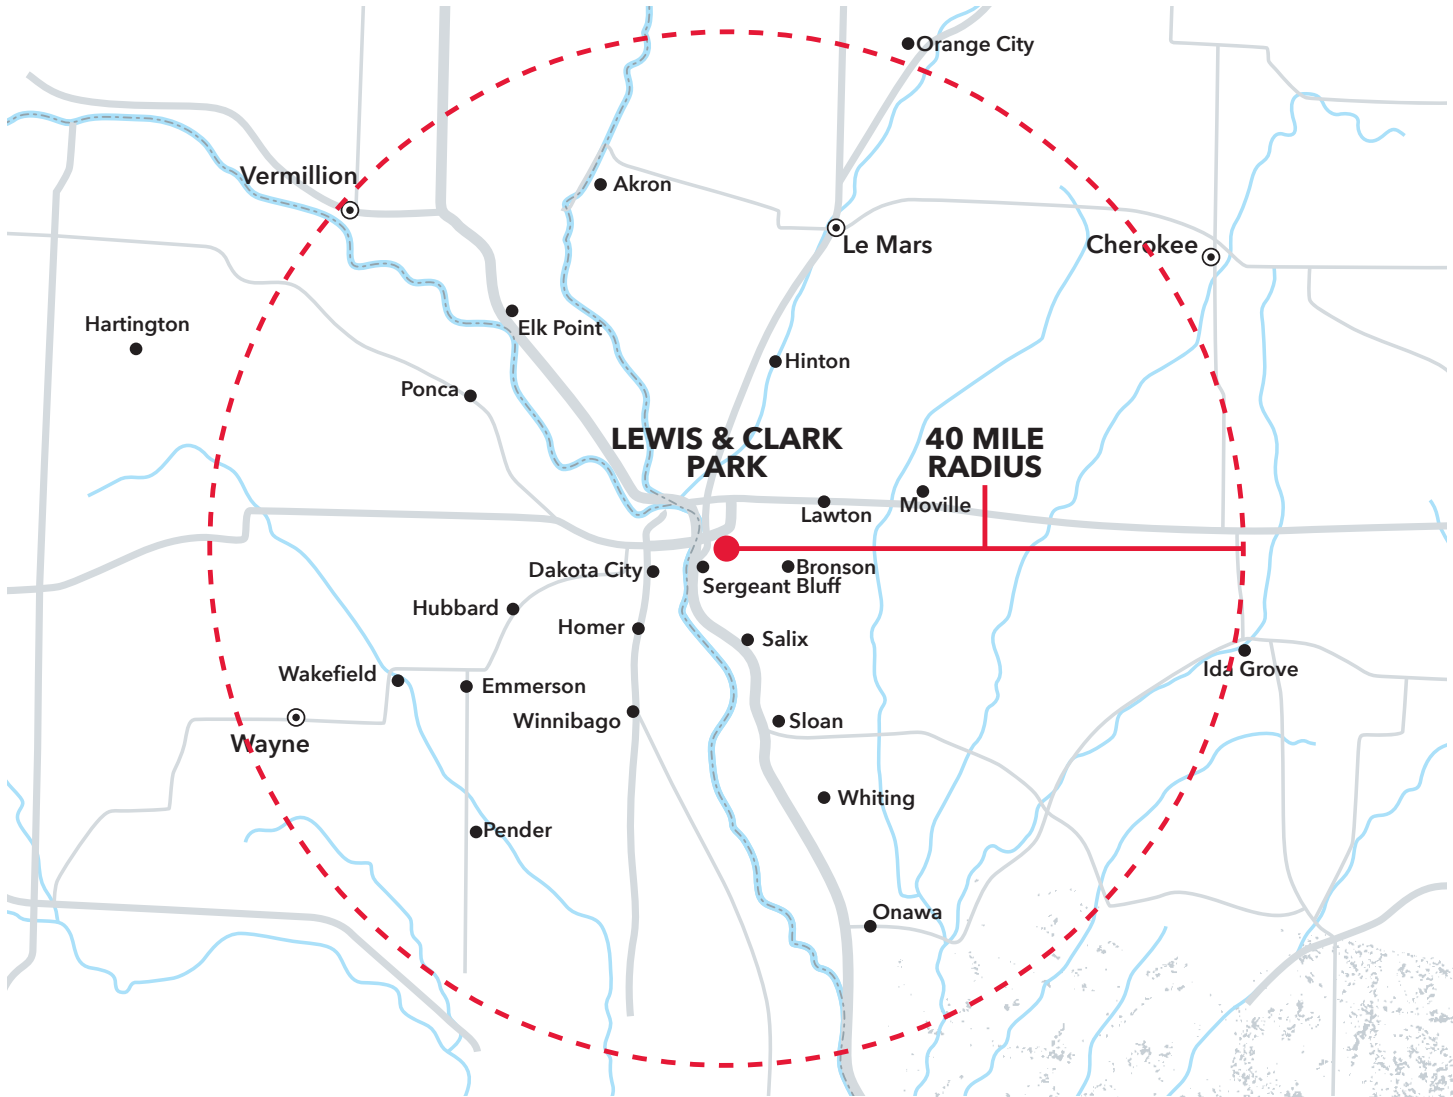 Orange City
Vermillion
Akron
Le Mars
Cherokee
Hartington
Elk Point
Hinton
Ponca
LEWIS & CLARK
PARK
40 MILE
RADIUS
Moville
Lawton
Dakota City
Bronson
Sergeant Bluff
Hubbard
Homer
Salix
Ida Grove
Wakefield
Emmerson
Winnibago
Sloan
Wayne
Whiting
Pender
Onawa